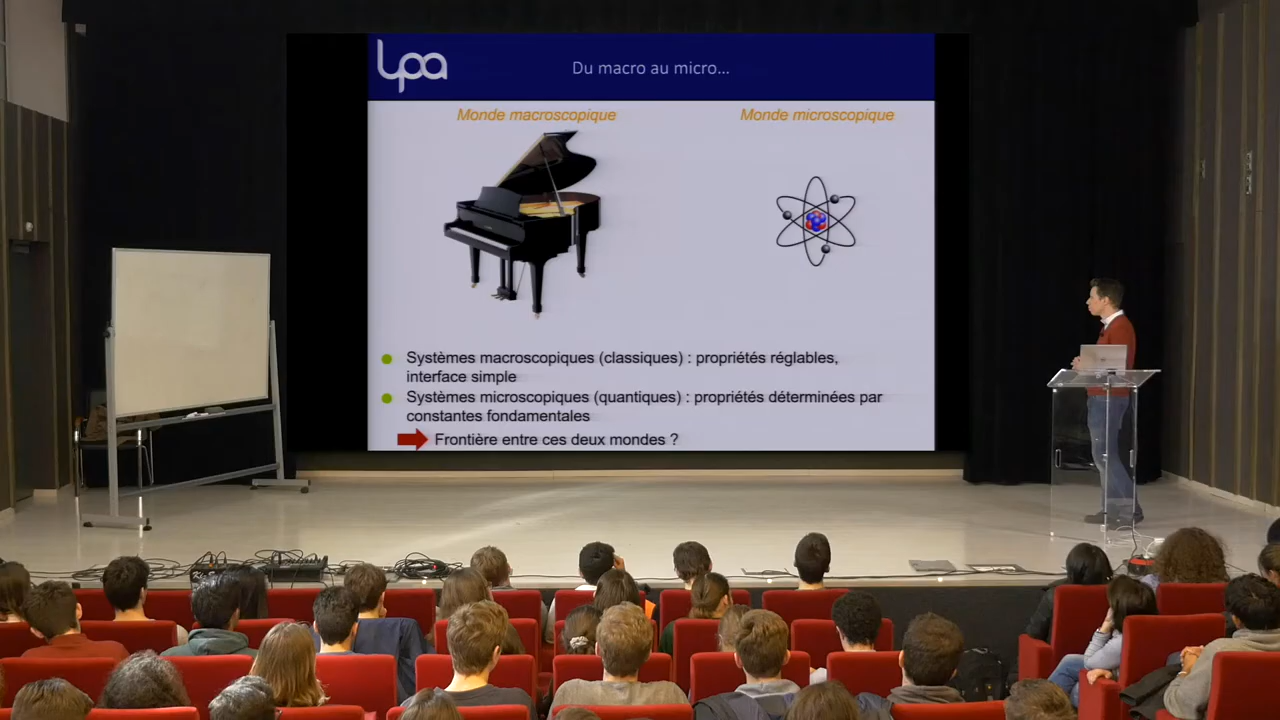 lpa
Du macro au micro...
Monde macroscopique
Monde microscopique
Systèmes macroscopiques (classiques) : propriétés réglables,
interface simple
Systèmes microscopiques (quantiques) : propriétés déterminées par
constantes fondamentales
Frontière entre ces deux mondes ?